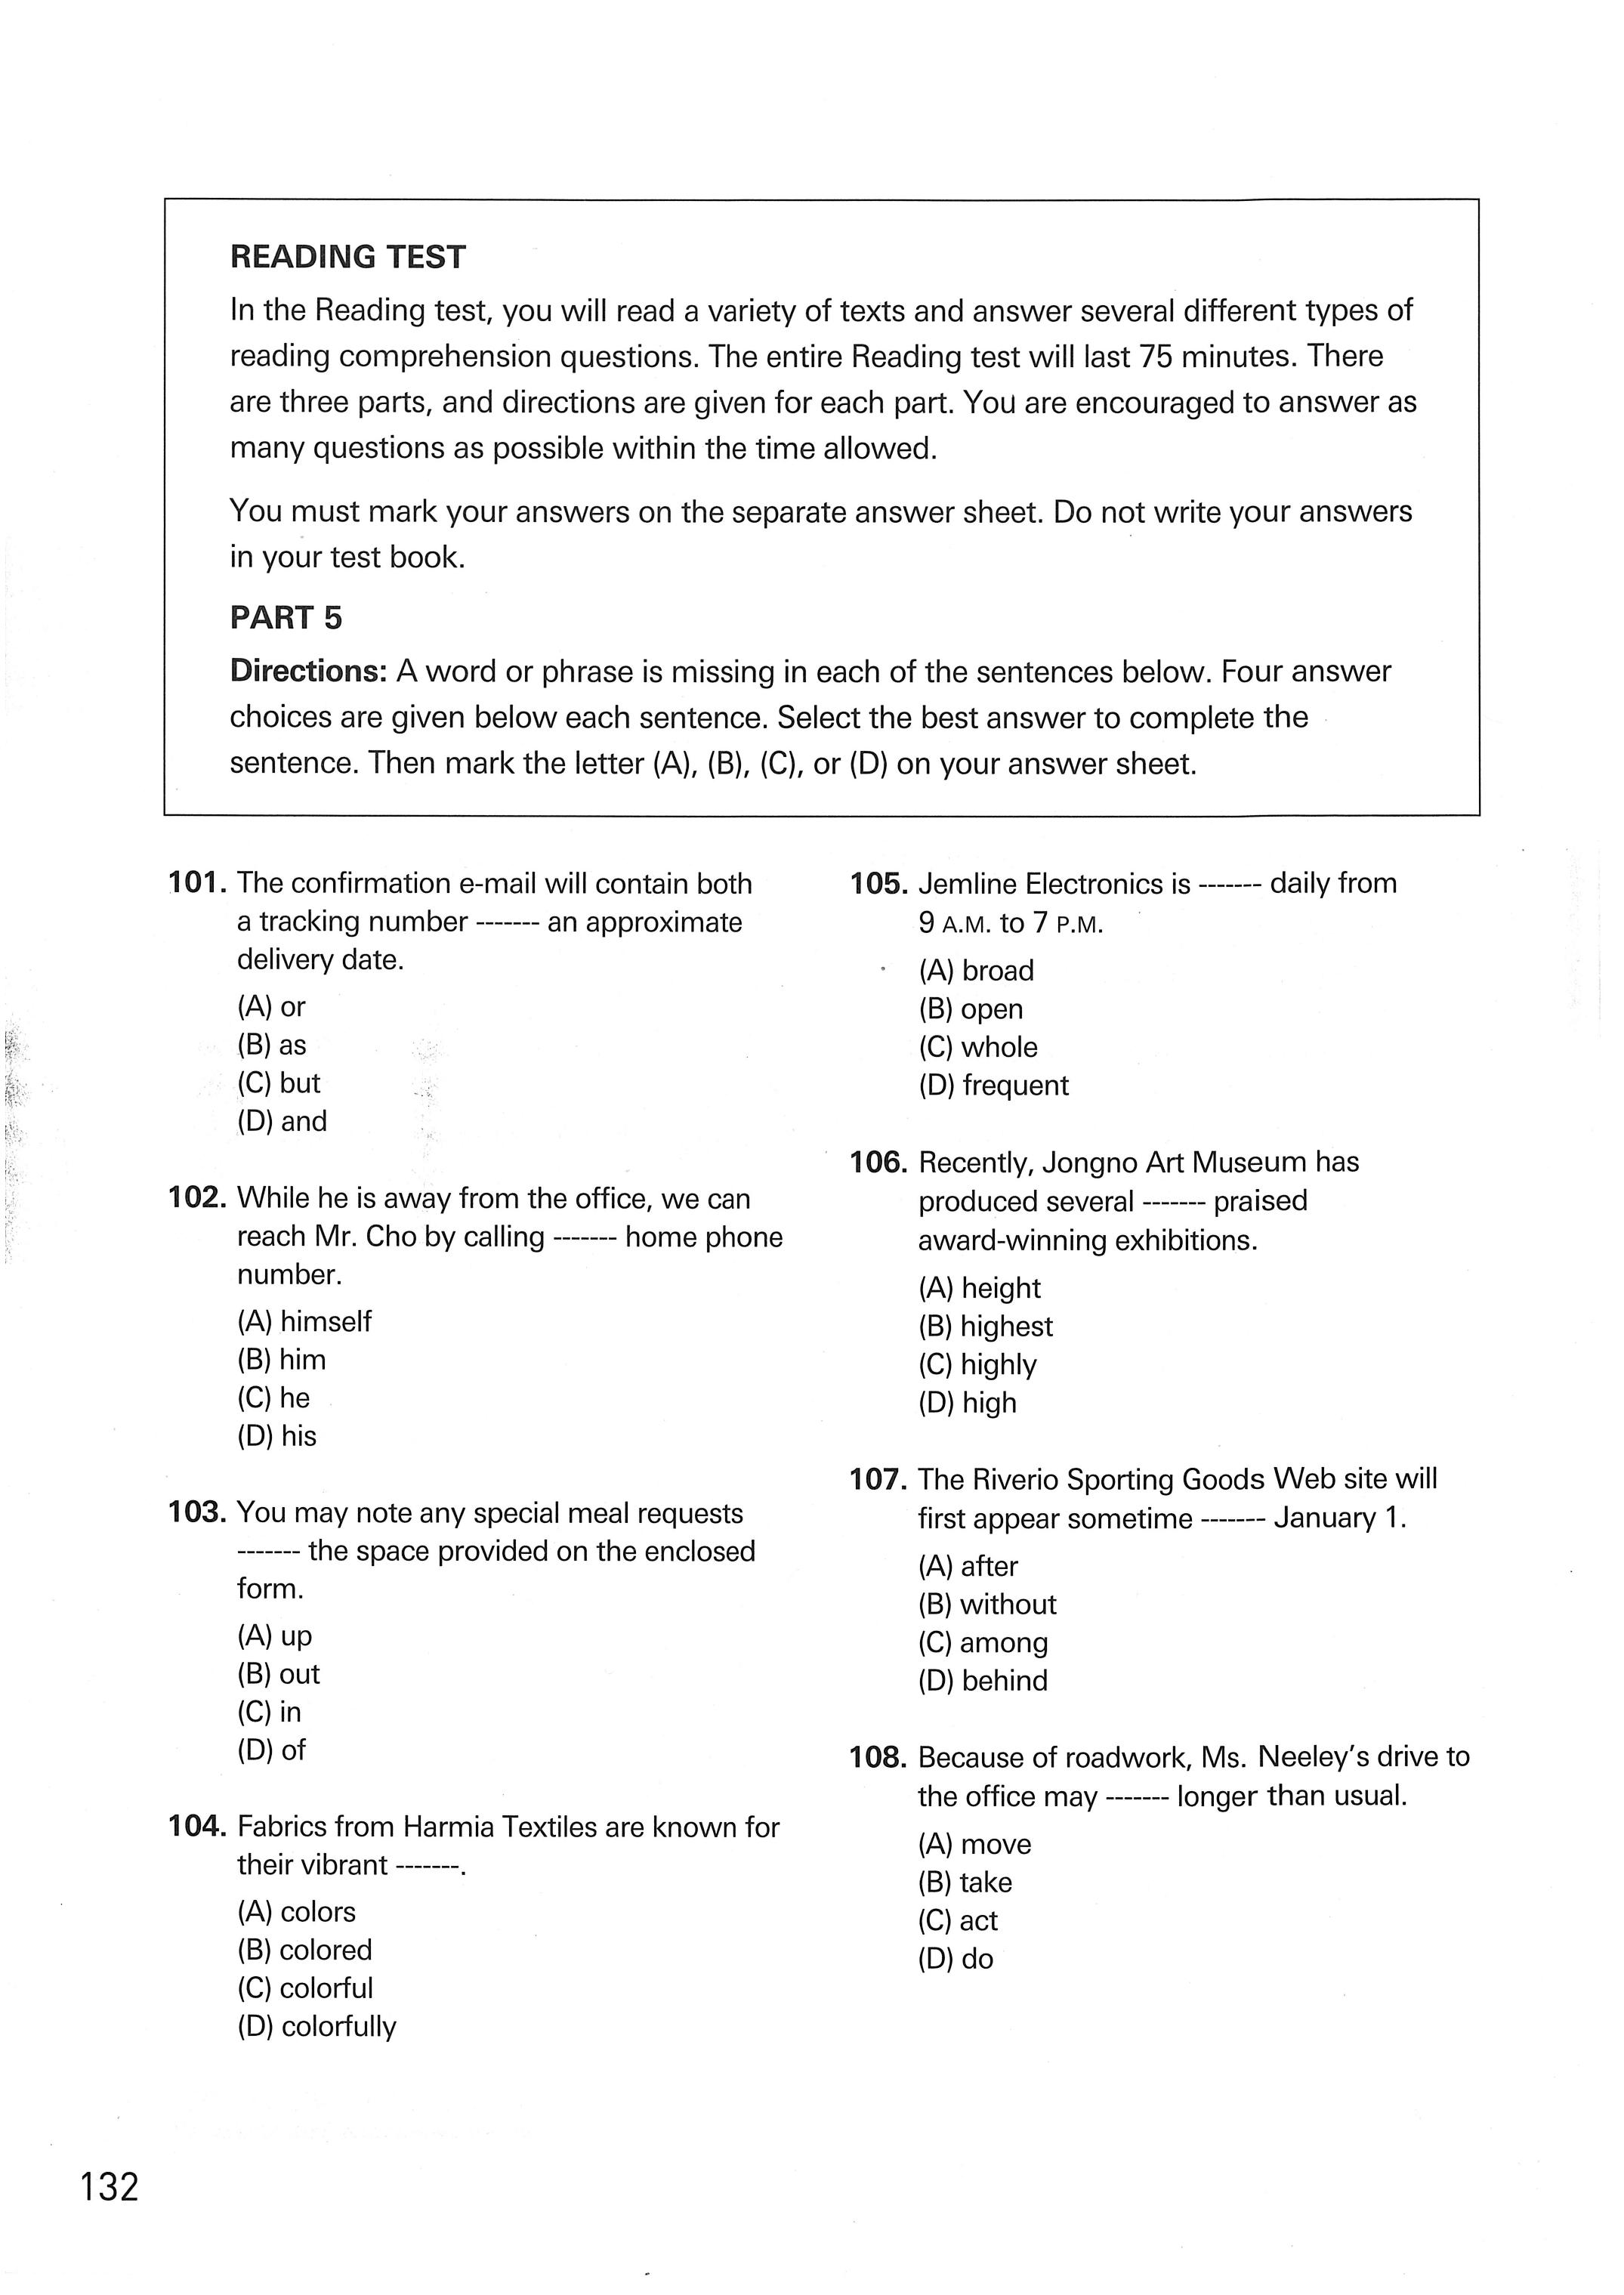 READING TEST
In the Reading test, you will read a variety of texts and answer several different types of
reading comprehension questions. The entire Reading test will last 75 minutes. There
are three parts, and directions are given for each part. You are encouraged to answer as
many questions as possible within the time allowed.
You must mark your answers on the separate answer sheet. Do not write your answers
in your test book.
PART 5
Directions: A word or phrase is missing in each of the sentences below. Four answer
choices are given below each sentence. Select the best answer to complete the
sentence. Then mark the letter (A), (B), (C), or (D) on your answer sheet.
101. The confirmation e-mail will contain both
a tracking number ------- an approximate
delivery date.
(A) or
(B) as
(C) but
(D) and
102. While he is away from the office, we can
reach Mr. Cho by calling ------- home phone
number.
(A) himself
(B) him
(C) he
(D) his
103. You may note any special meal requests
------- the space provided on the enclosed
form.
(A) up
(B) out
(C) in
(D) of
104. Fabrics from Harmia Textiles are known for
their vibrant -------.
(A) colors
(B) colored
(C) colorful
(D) colorfully
105. Jemline Electronics is ------- daily from
9 A.M. to 7 P.M.
(A) broad
(B) open
(C) whole
(D) frequent
106. Recently, Jongno Art Museum has
produced several ------- praised
award-winning exhibitions.
(A) height
(B) highest
(C) highly
(D) high
107. The Riverio Sporting Goods Web site will
first appear sometime ------- January 1.
(A) after
(B) without
(C) among
(D) behind
108. Because of roadwork, Ms. Neeley's drive to
the office may ------- longer than usual.
(A) move
(B) take
(C) act
(D) do
132